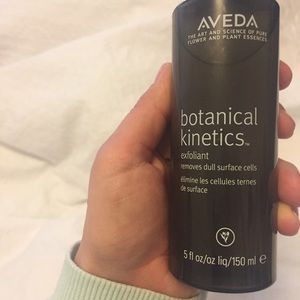 AVEDA
THE ART AND SCIENCE OF PURE
FLOWER AND PLANT ESSENCES
botanical
kinetics™
exfoliant
removes dull surface cells
élimine les cellules ternes
de surface
5 fl oz/oz liq/150 ml e